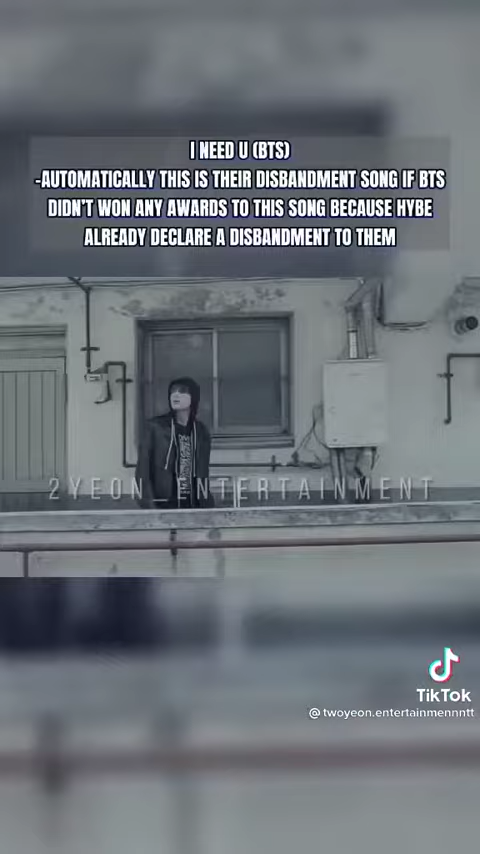 I NEED U (BTS)
-AUTOMATICALLY THIS IS THEIR DISBANDMENT SONG IF BTS
DIDN'T WON ANY AWARDS TO THIS SONG BECAUSE HYBE
ALREADY DECLARE A DISBANDMENT TO THEM
2YEON_ENTERTAINMENT
TikTok
@twoyeon.entertainmennntt